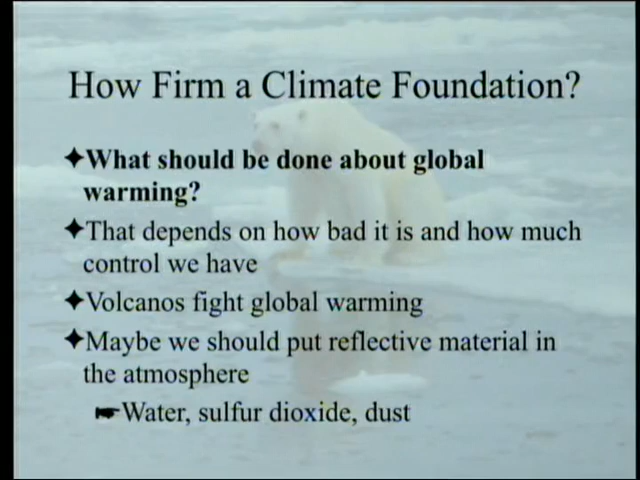 How Firm a Climate Foundation?
What should be done about global
warming?
That depends on how bad it is and how much
control we have
Volcanos fight global warming
Maybe we should put reflective material in
the atmosphere
Water, sulfur dioxide, dust